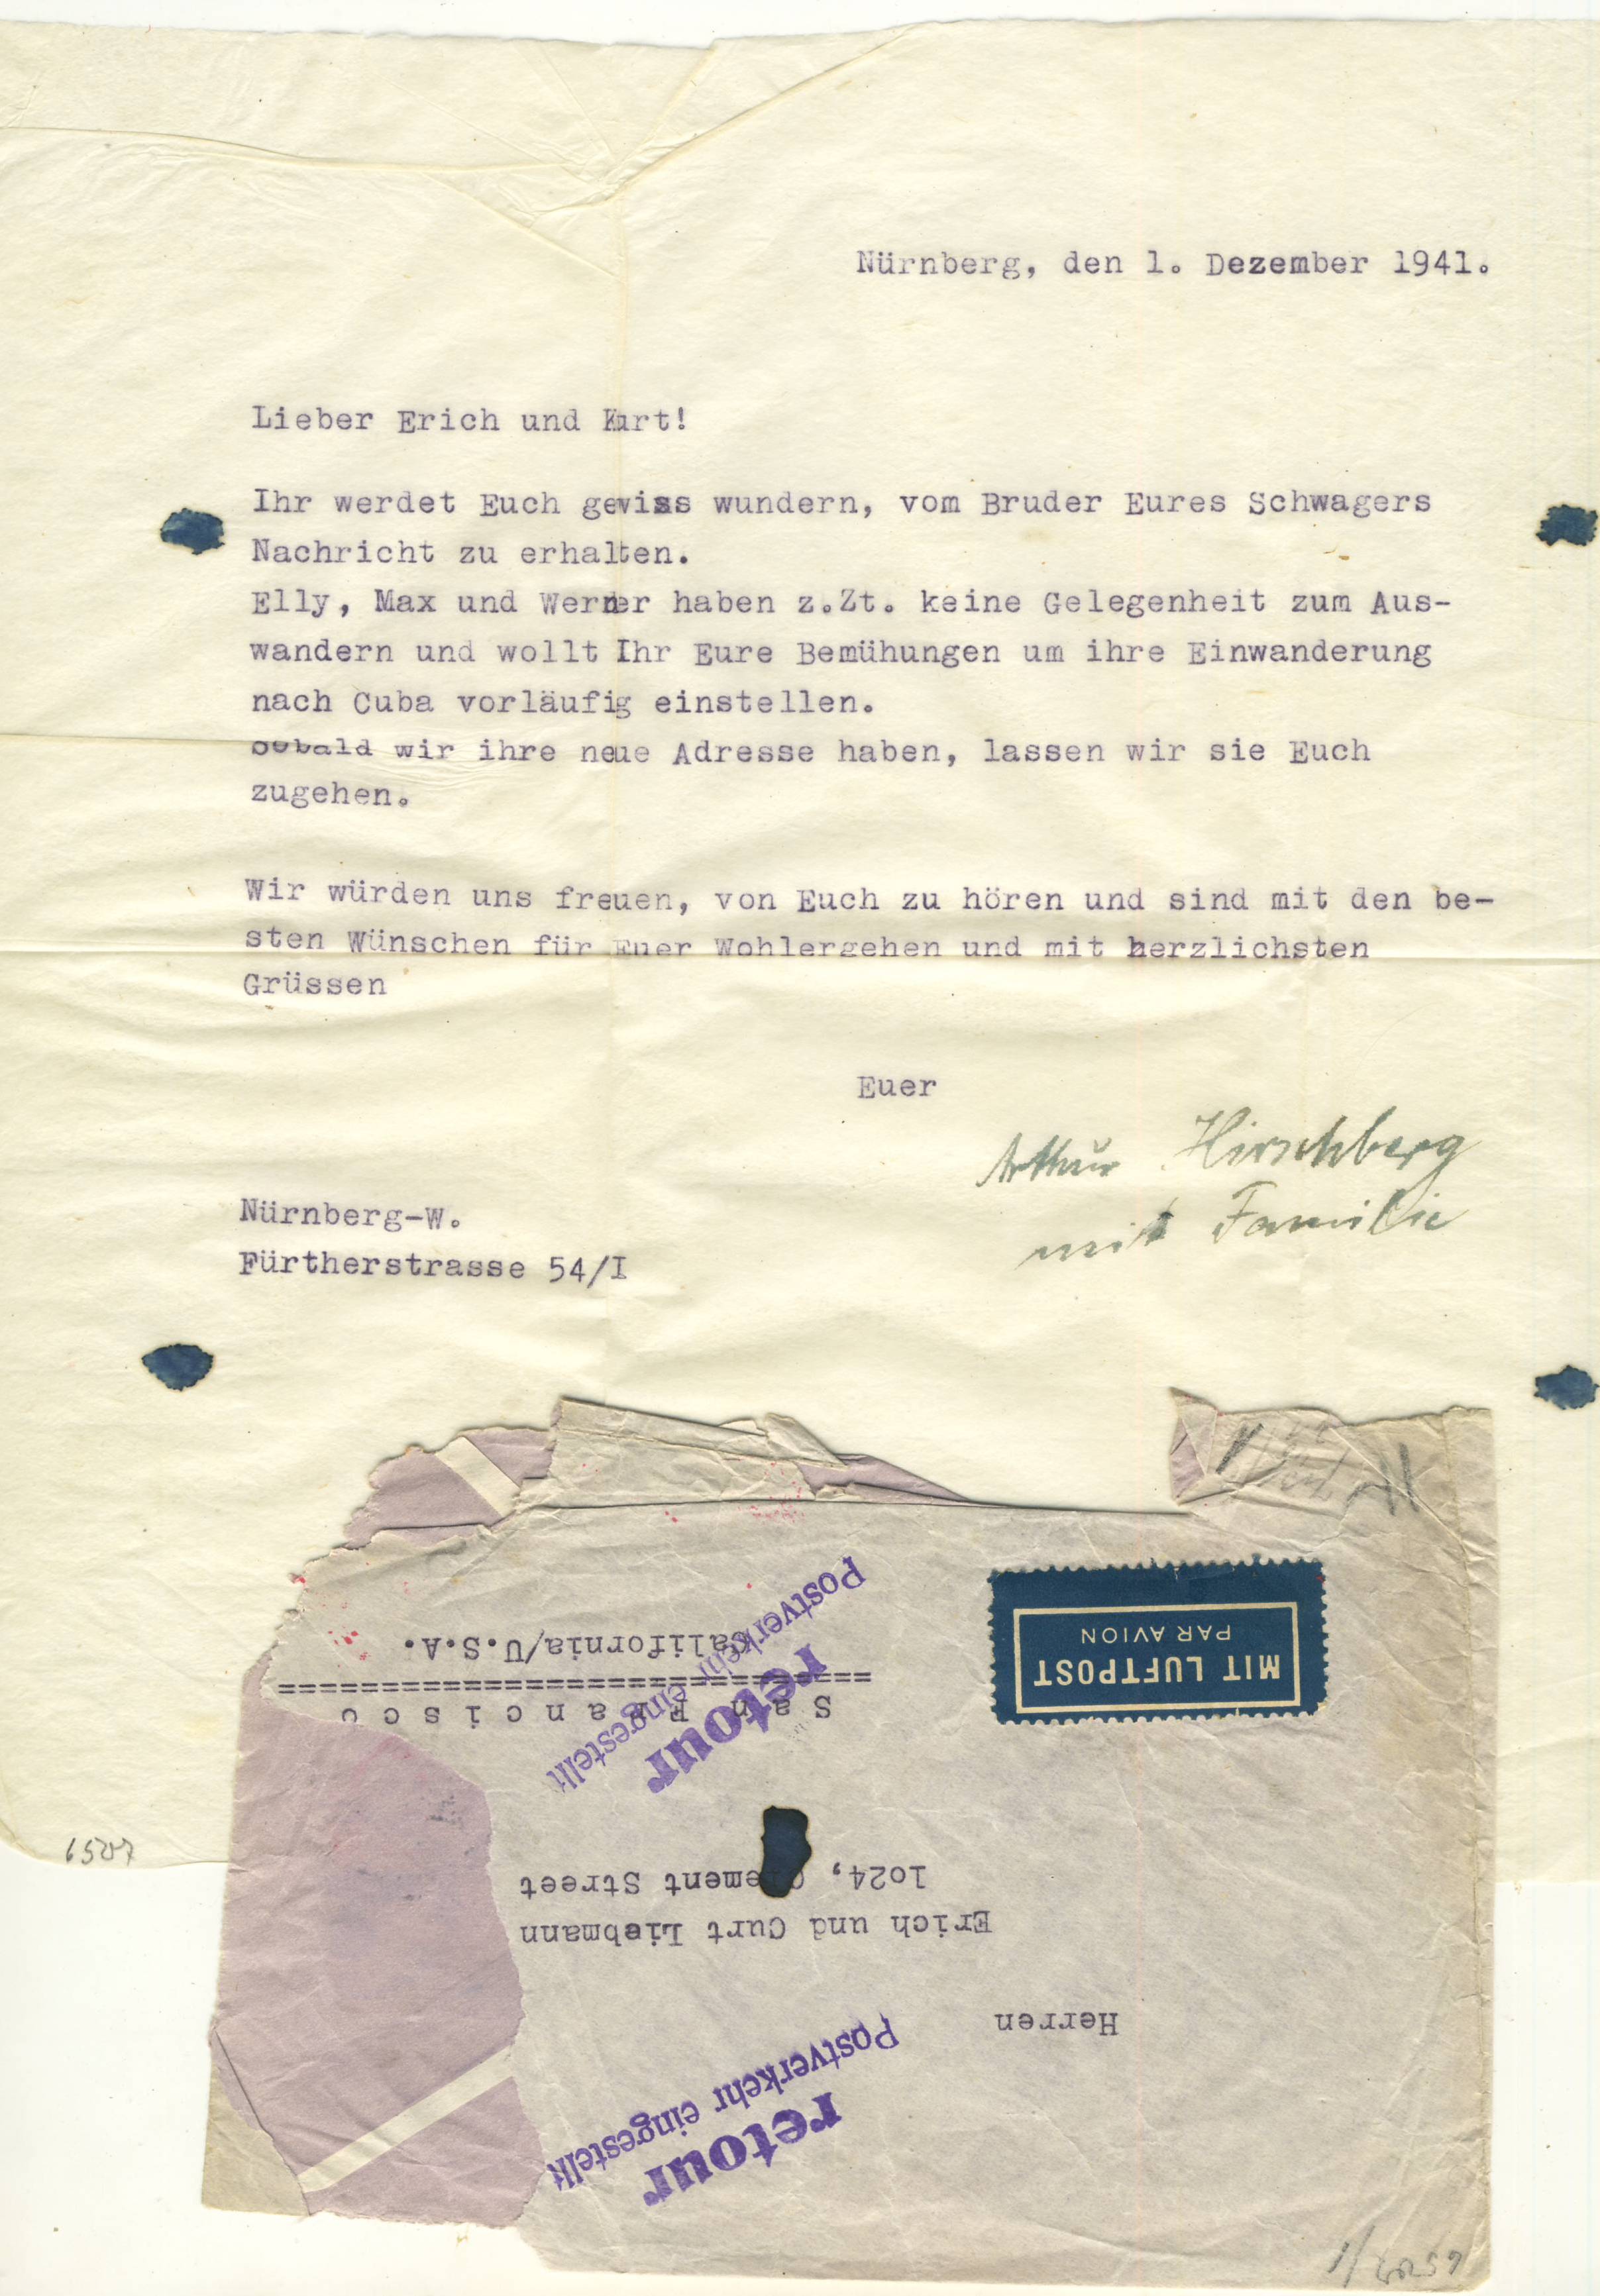 Nürnberg, den 1. Dezember 1941.
Lieber Erich und Kurt!
Ihr werdet Euch gewiss wundern, vom Bruder Eures Schwagers
Nachricht zu erhalten.
Elly, Max und Werner haben z.Zt. keine Gelegenheit zum Aus-
wandern und wollt Ihr Eure Bemühungen um ihre Einwanderung
nach Cuba vorläufig einstellen.
Sobald wir ihre neue Adresse haben, lassen wir sie Euch
zugehen.
Wir würden uns freuen, von Euch zu hören und sind mit den be-
sten Wünschen für Euer Wohlergehen und mit herzlichsten
Grüssen
Euer
Arthur Hirschberg
mit Familie
Nürnberg-W.
Fürtherstrasse 54/I
6507
MIT LUFTPOST
PAR AVION
retour
Postverkehr eingestellt
Herren
Erich und Curt Liebmann
1o24, Clement Street
San Francisco
==============================
California/U.S.A.
retour
Postverkehr eingestellt